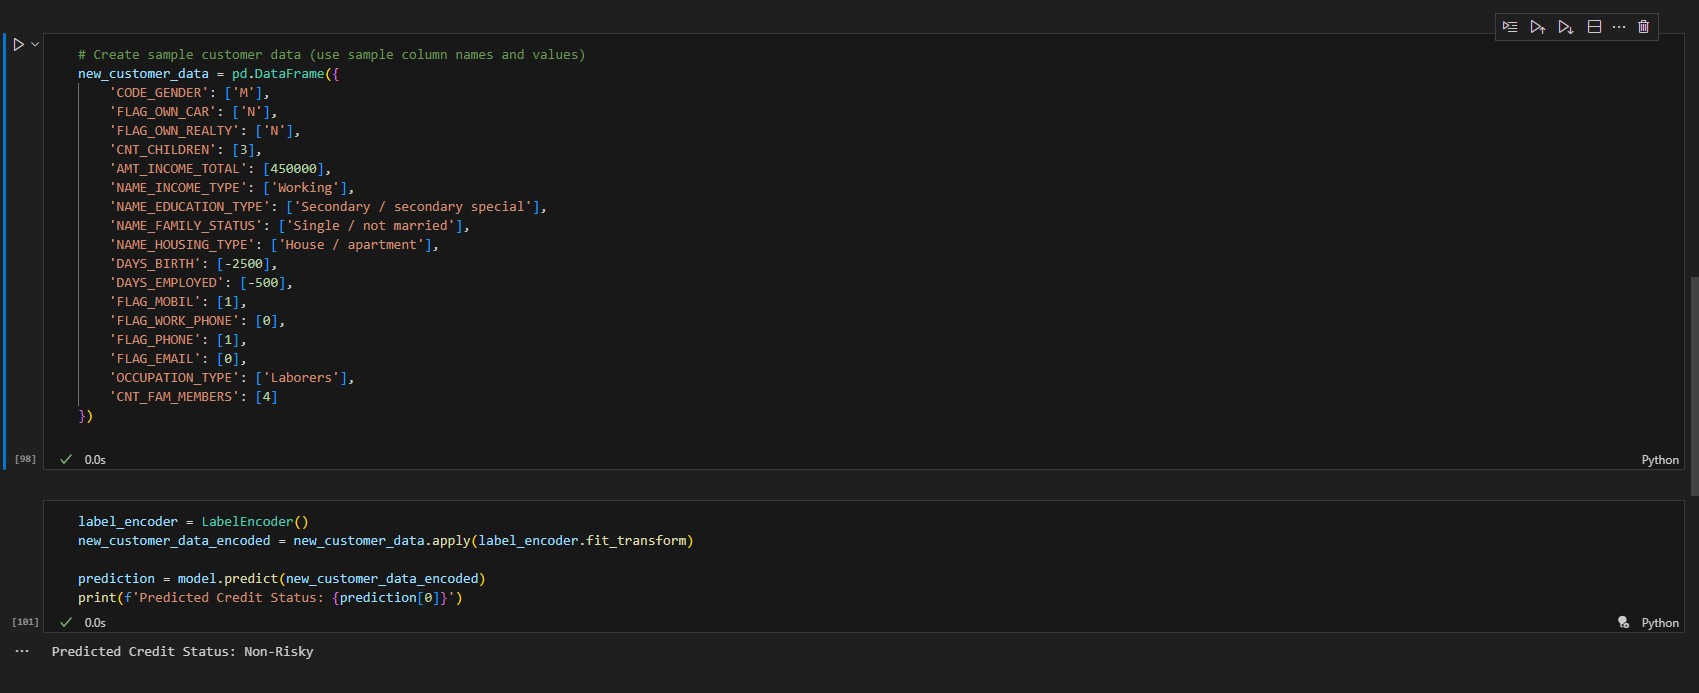 # Create sample customer data (use sample column names and values)
new_customer_data = pd.DataFrame({
    'CODE_GENDER': ['M'],
    'FLAG_OWN_CAR': ['N'],
    'FLAG_OWN_REALTY': ['N'],
    'CNT_CHILDREN': [3],
    'AMT_INCOME_TOTAL': [450000],
    'NAME_INCOME_TYPE': ['Working'],
    'NAME_EDUCATION_TYPE': ['Secondary / secondary special'],
    'NAME_FAMILY_STATUS': ['Single / not married'],
    'NAME_HOUSING_TYPE': ['House / apartment'],
    'DAYS_BIRTH': [-2500],
    'DAYS_EMPLOYED': [-500],
    'FLAG_MOBIL': [1],
    'FLAG_WORK_PHONE': [0],
    'FLAG_PHONE': [1],
    'FLAG_EMAIL': [0],
    'OCCUPATION_TYPE': ['Laborers'],
    'CNT_FAM_MEMBERS': [4]
})
[98] 0.0s Python
label_encoder = LabelEncoder()
new_customer_data_encoded = new_customer_data.apply(label_encoder.fit_transform)
prediction = model.predict(new_customer_data_encoded)
print(f'Predicted Credit Status: {prediction[0]}')
[101] 0.0s Python
... Predicted Credit Status: Non-Risky